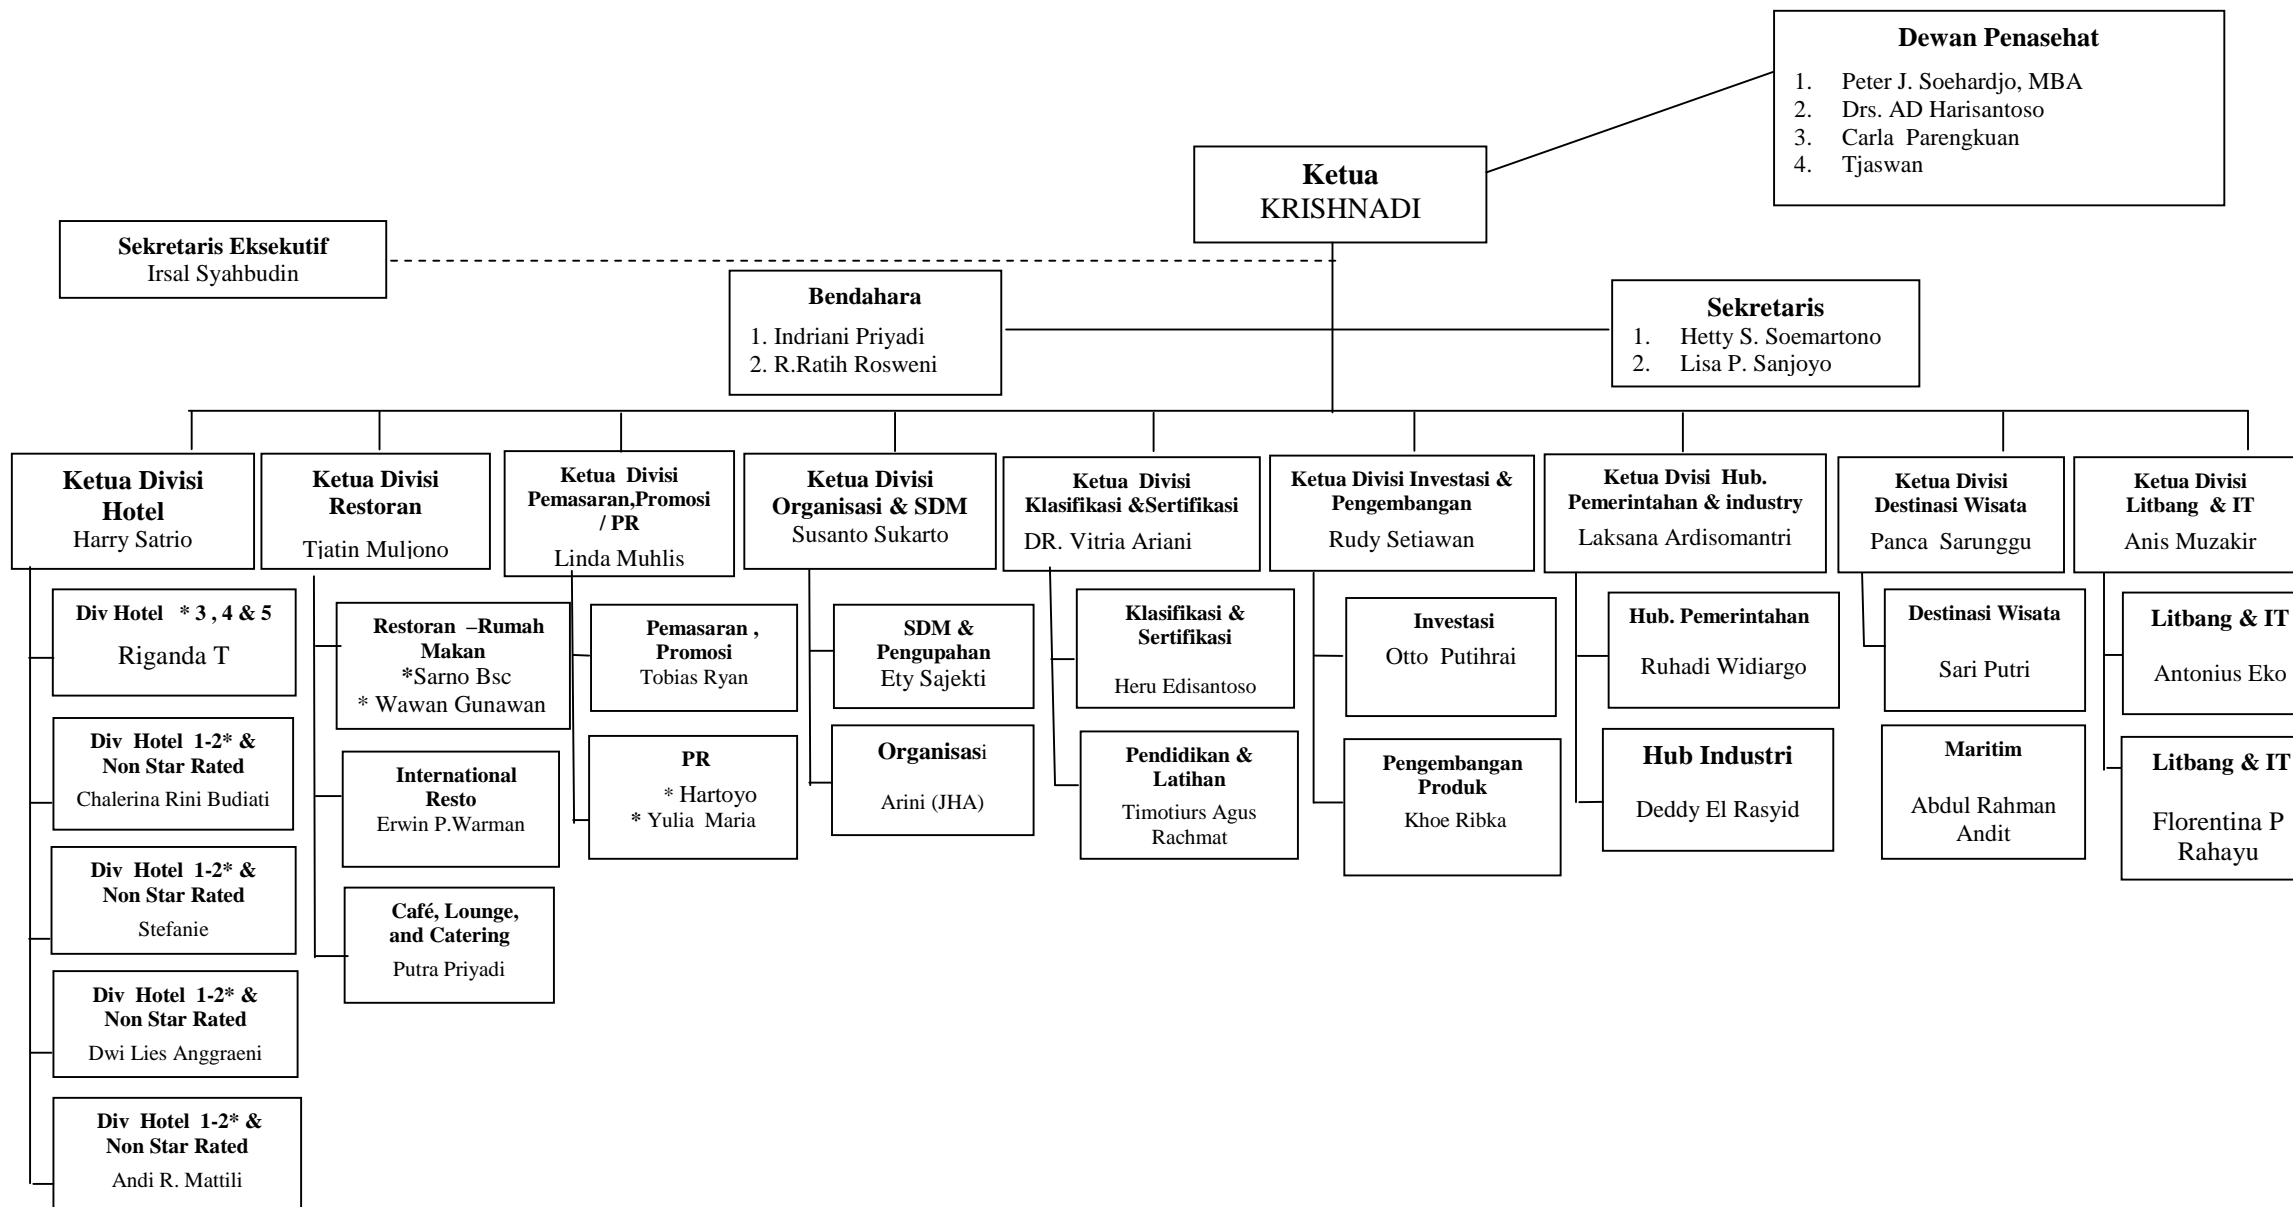 Dewan Penasehat
1. Peter J. Soehardjo, MBA
2. Drs. AD Harisantoso
3. Carla Parengkuan
4. Tjaswan
Ketua
KRISHNADI
Sekretaris Eksekutif
Irsal Syahbudin
Bendahara
1. Indriani Priyadi
2. R.Ratih Rosweni
Sekretaris
1. Hetty S. Soemartono
2. Lisa P. Sanjoyo
Ketua Divisi
Hotel
Harry Satrio
Ketua Divisi
Restoran
Tjatin Muljono
Ketua Divisi
Pemasaran,Promosi
/ PR
Linda Muhlis
Ketua Divisi
Organisasi & SDM
Susanto Sukarto
Ketua Divisi
Klasifikasi &Sertifikasi
DR. Vitria Ariani
Ketua Divisi Investasi &
Pengembangan
Rudy Setiawan
Ketua Dvisi Hub.
Pemerintahan & industry
Laksana Ardisomantri
Ketua Divisi
Destinasi Wisata
Panca Sarunggu
Ketua Divisi
Litbang & IT
Anis Muzakir
Div Hotel * 3 , 4 & 5
Riganda T
Div Hotel 1-2* &
Non Star Rated
Chalerina Rini Budiati
Div Hotel 1-2* &
Non Star Rated
Stefanie
Div Hotel 1-2* &
Non Star Rated
Dwi Lies Anggraeni
Div Hotel 1-2* &
Non Star Rated
Andi R. Mattili
Restoran –Rumah
Makan
*Sarno Bsc
* Wawan Gunawan
International
Resto
Erwin P.Warman
Café, Lounge,
and Catering
Putra Priyadi
Pemasaran ,
Promosi
Tobias Ryan
PR
* Hartoyo
* Yulia Maria
SDM &
Pengupahan
Ety Sajekti
Organisasi
Arini (JHA)
Klasifikasi &
Sertifikasi
Heru Edisantoso
Pendidikan &
Latihan
Timotiurs Agus
Rachmat
Investasi
Otto Putihrai
Pengembangan
Produk
Khoe Ribka
Hub. Pemerintahan
Ruhadi Widiargo
Hub Industri
Deddy El Rasyid
Destinasi Wisata
Sari Putri
Maritim
Abdul Rahman
Andit
Litbang & IT
Antonius Eko
Litbang & IT
Florentina P
Rahayu